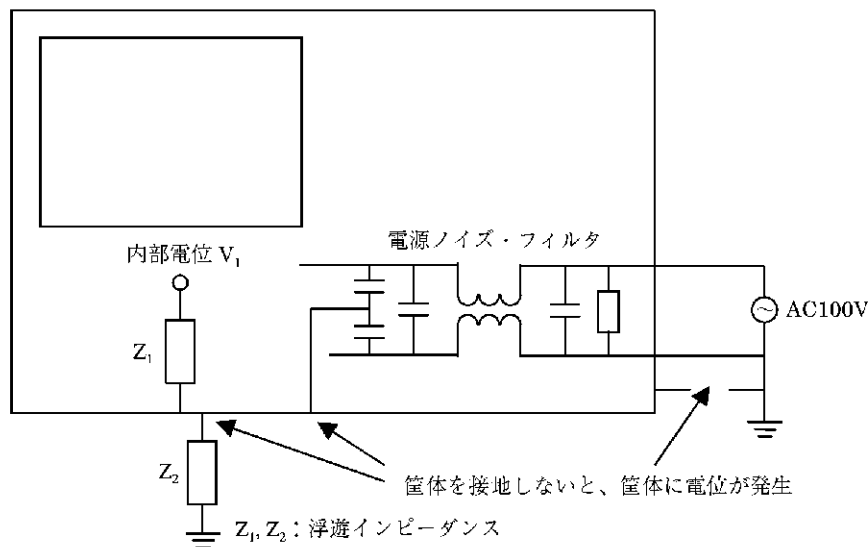 電源ノイズ・フィルタ
内部電位 V₁
AC100V
Z₁
Z₂
筐体を接地しないと、筐体に電位が発生
Z₁, Z₂：浮遊インピーダンス